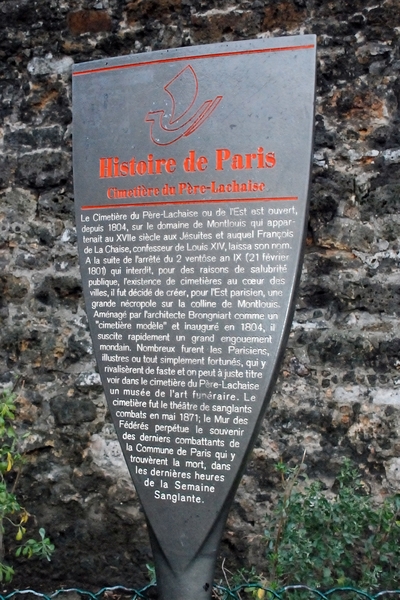 Histoire de Paris
Cimetière du Père-Lachaise
Le Cimetière du Père-Lachaise ou de l'Est est ouvert,
depuis 1804, sur le domaine de Montlouis qui appar-
tenait au XVIIe siècle aux Jésuites et auquel François
de La Chaise, confesseur de Louis XIV, laissa son nom.
A la suite de l'arrêté du 2 ventôse an IX (21 février
1801) qui interdit, pour des raisons de salubrité
publique, l'existence de cimetières au cœur des
villes, il fut décidé de créer, pour l'Est parisien, une
grande nécropole sur la colline de Montlouis.
Aménagé par l'architecte Brongniart comme un
"cimetière modèle" et inauguré en 1804, il
suscite rapidement un grand engouement
mondain. Nombreux furent les Parisiens,
illustres ou tout simplement fortunés, qui y
rivalisèrent de faste et on peut à juste titre
voir dans le cimetière du Père-Lachaise
un musée de l'art funéraire. Le
cimetière fut le théâtre de sanglants
combats en mai 1871; le Mur des
Fédérés perpétue le souvenir
des derniers combattants de
la Commune de Paris qui y
trouvèrent la mort, dans
les dernières heures
de la Semaine
Sanglante.